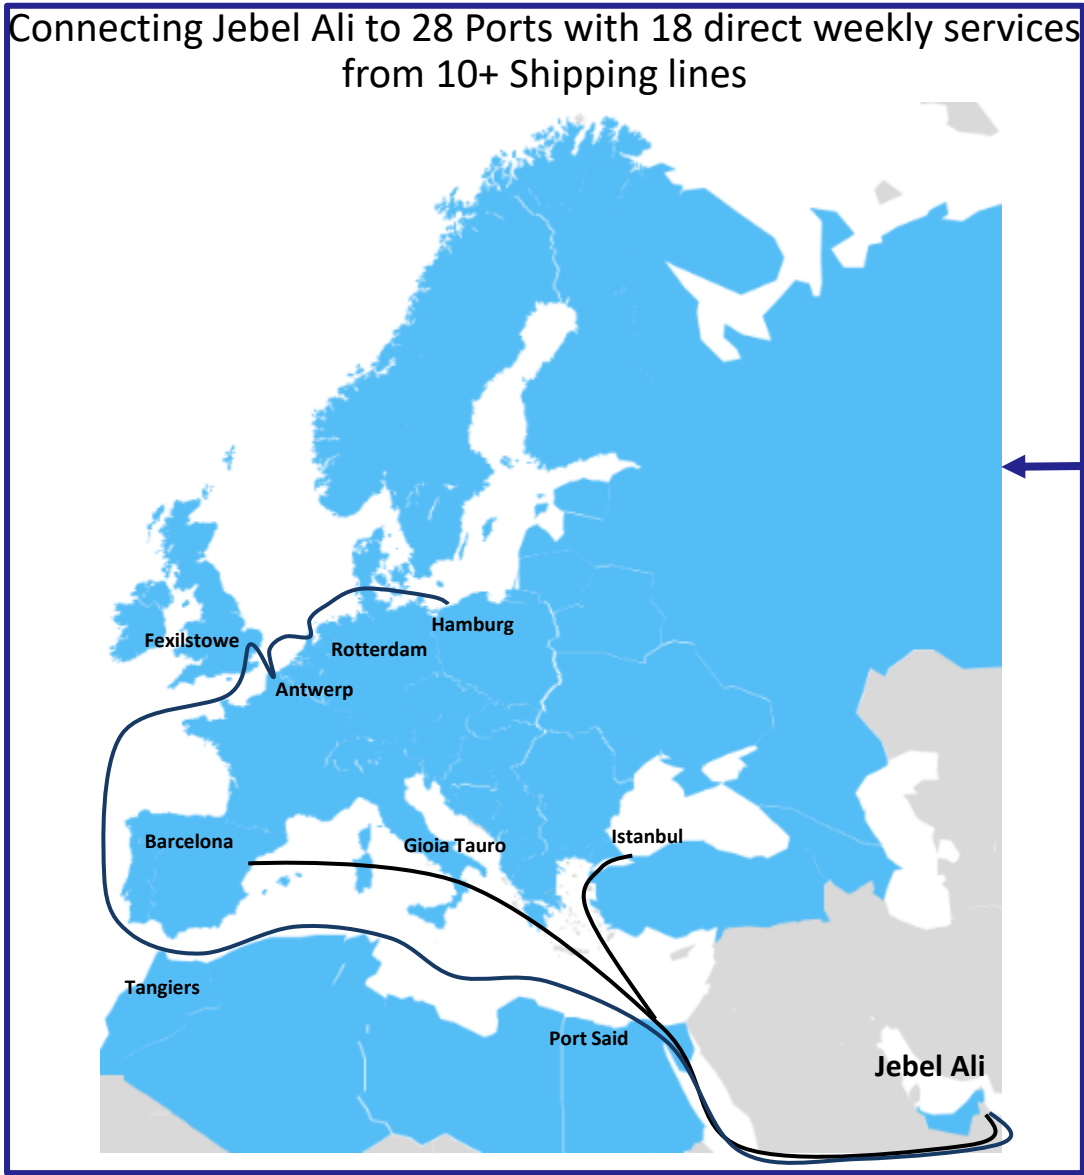 Connecting Jebel Ali to 28 Ports with 18 direct weekly services
from 10+ Shipping lines
Hamburg
Fexilstowe
Rotterdam
Antwerp
Istanbul
Barcelona
Gioia Tauro
Tangiers
Port Said
Jebel Ali